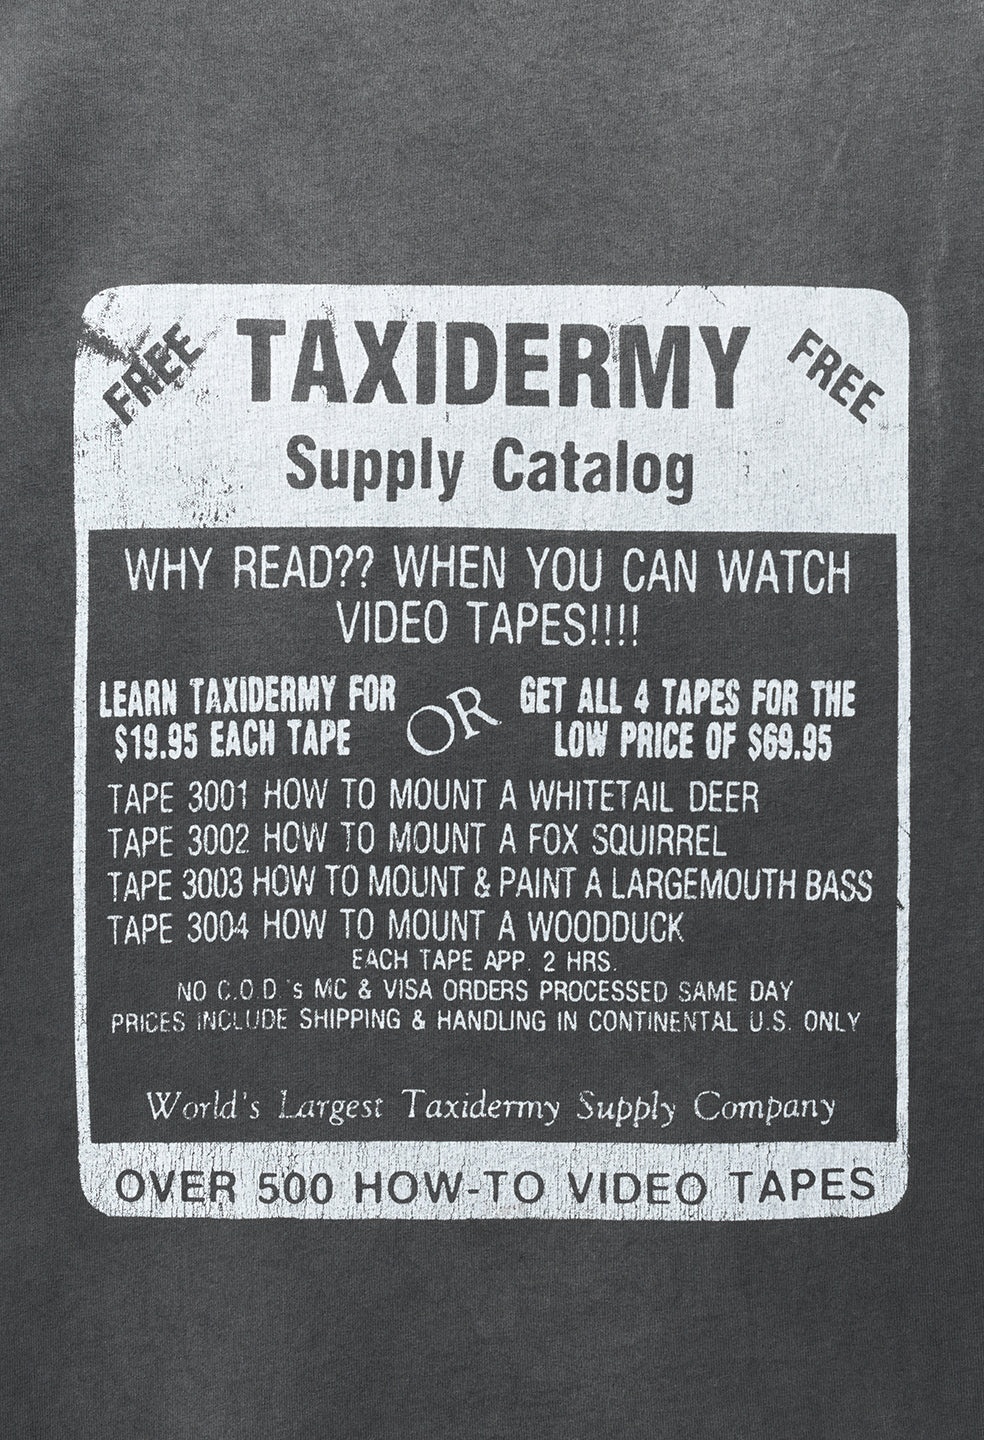 FREE TAXIDERMY FREE
Supply Catalog
WHY READ?? WHEN YOU CAN WATCH
VIDEO TAPES!!!!
LEARN TAXIDERMY FOR
$19.95 EACH TAPE
OR
GET ALL 4 TAPES FOR THE
LOW PRICE OF $69.95
TAPE 3001 HOW TO MOUNT A WHITETAIL DEER
TAPE 3002 HOW TO MOUNT A FOX SQUIRREL
TAPE 3003 HOW TO MOUNT & PAINT A LARGEMOUTH BASS
TAPE 3004 HOW TO MOUNT A WOODDUCK
EACH TAPE APP. 2 HRS.
NO C.O.D.'s MC & VISA ORDERS PROCESSED SAME DAY
PRICES INCLUDE SHIPPING & HANDLING IN CONTINENTAL U.S. ONLY
World's Largest Taxidermy Supply Company
OVER 500 HOW-TO VIDEO TAPES